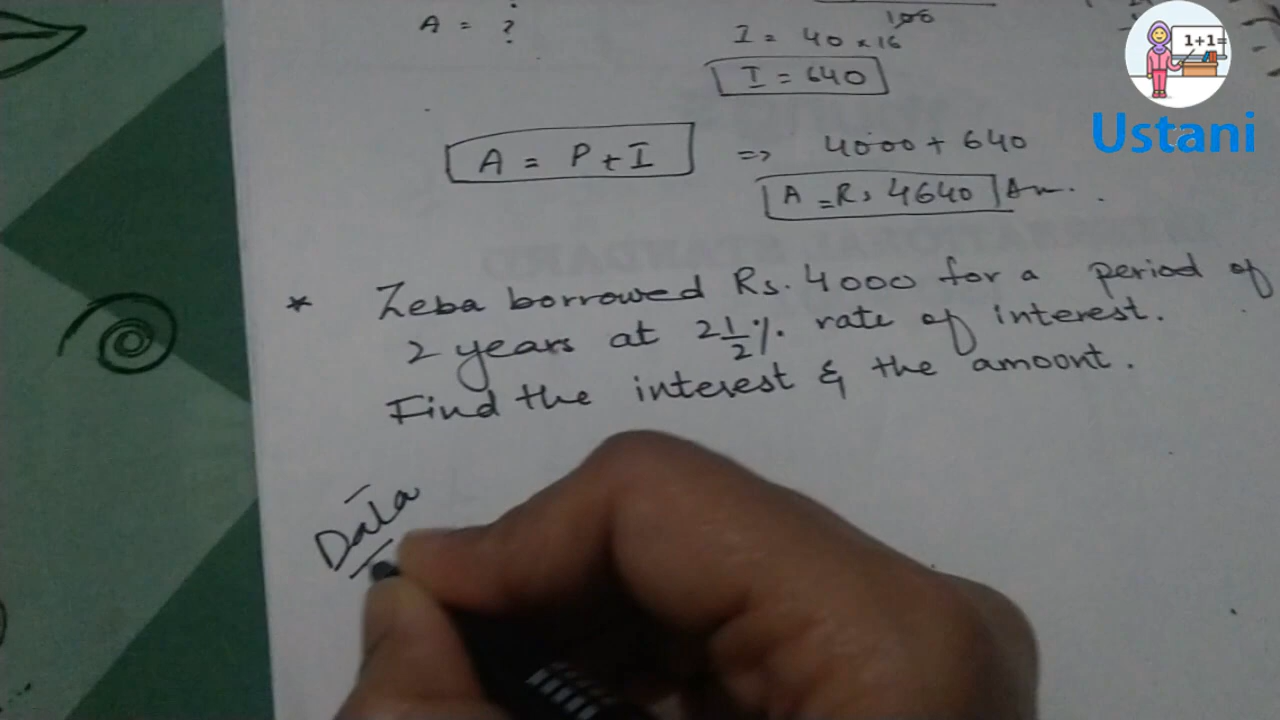 A = ?
100
I = 40 × 16
I = 640
1+1=
Ustani
A = P + I => 4000 + 640
A = Rs 4640 An.
* Zeba borrowed Rs. 4000 for a period of
2 years at 2 1/2 % rate of interest.
Find the interest & the amount.
Data